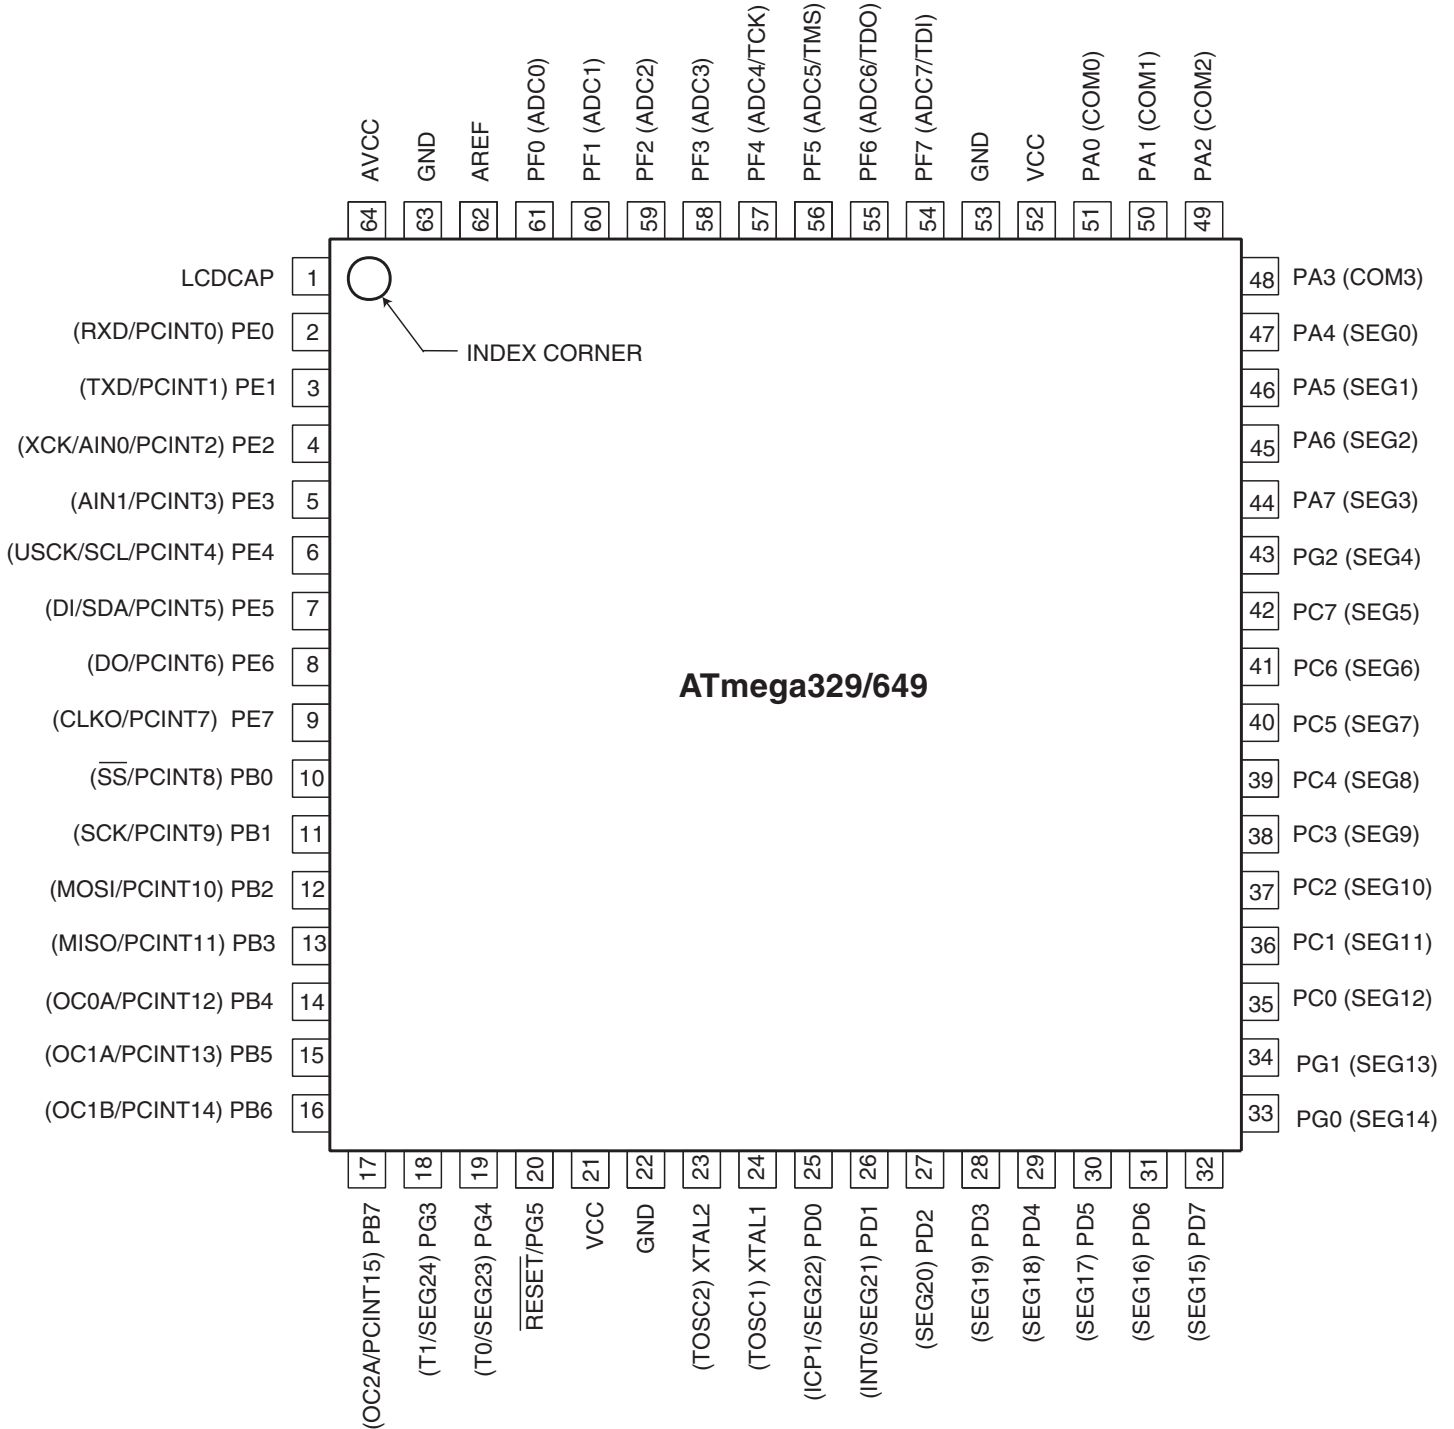 AVCC
GND
AREF
PF0 (ADC0)
PF1 (ADC1)
PF2 (ADC2)
PF3 (ADC3)
PF4 (ADC4/TCK)
PF5 (ADC5/TMS)
PF6 (ADC6/TDO)
PF7 (ADC7/TDI)
GND
VCC
PA0 (COM0)
PA1 (COM1)
PA2 (COM2)
64
63
62
61
60
59
58
57
56
55
54
53
52
51
50
49
LCDCAP 1
(RXD/PCINT0) PE0 2
(TXD/PCINT1) PE1 3
(XCK/AIN0/PCINT2) PE2 4
(AIN1/PCINT3) PE3 5
(USCK/SCL/PCINT4) PE4 6
(DI/SDA/PCINT5) PE5 7
(DO/PCINT6) PE6 8
(CLKO/PCINT7) PE7 9
(SS/PCINT8) PB0 10
(SCK/PCINT9) PB1 11
(MOSI/PCINT10) PB2 12
(MISO/PCINT11) PB3 13
(OC0A/PCINT12) PB4 14
(OC1A/PCINT13) PB5 15
(OC1B/PCINT14) PB6 16
INDEX CORNER
ATmega329/649
48 PA3 (COM3)
47 PA4 (SEG0)
46 PA5 (SEG1)
45 PA6 (SEG2)
44 PA7 (SEG3)
43 PG2 (SEG4)
42 PC7 (SEG5)
41 PC6 (SEG6)
40 PC5 (SEG7)
39 PC4 (SEG8)
38 PC3 (SEG9)
37 PC2 (SEG10)
36 PC1 (SEG11)
35 PC0 (SEG12)
34 PG1 (SEG13)
33 PG0 (SEG14)
17
18
19
20
21
22
23
24
25
26
27
28
29
30
31
32
(OC2A/PCINT15) PB7
(T1/SEG24) PG3
(T0/SEG23) PG4
RESET/PG5
VCC
GND
(TOSC2) XTAL2
(TOSC1) XTAL1
(ICP1/SEG22) PD0
(INT0/SEG21) PD1
(SEG20) PD2
(SEG19) PD3
(SEG18) PD4
(SEG17) PD5
(SEG16) PD6
(SEG15) PD7